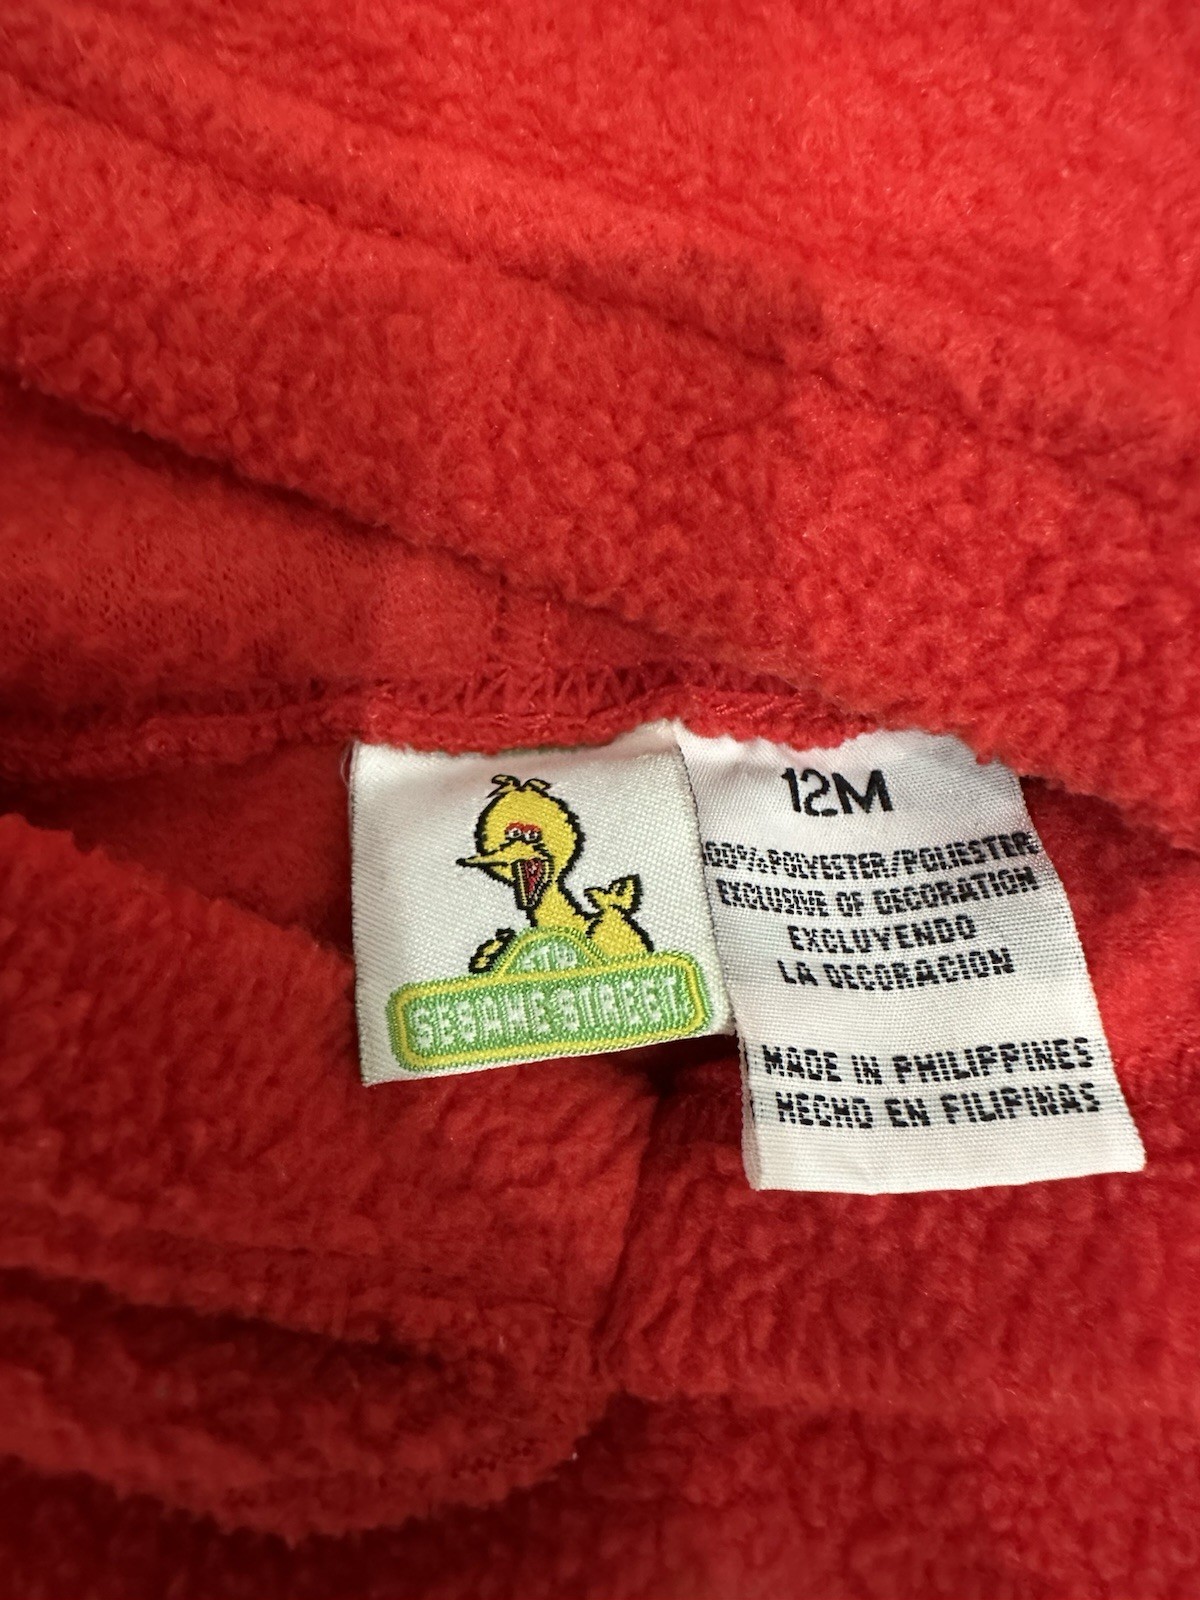 SESAME STREET
12M
100% POLYESTER/POLIESTER
EXCLUSIVE OF DECORATION
EXCLUYENDO
LA DECORACION
MADE IN PHILIPPINES
HECHO EN FILIPINAS